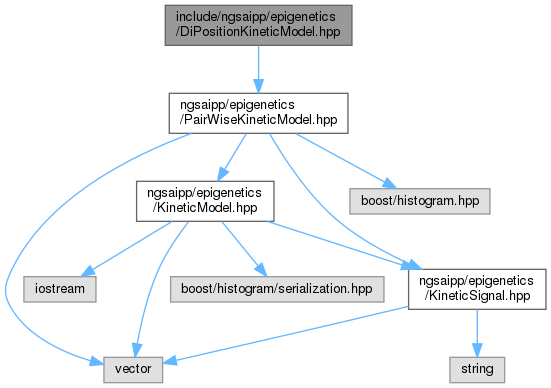 include/ngsaipp/epigenetics
/DiPositionKineticModel.hpp
ngsaipp/epigenetics
/PairWiseKineticModel.hpp
ngsaipp/epigenetics
/KineticModel.hpp
boost/histogram.hpp
iostream
boost/histogram/serialization.hpp
ngsaipp/epigenetics
/KineticSignal.hpp
vector
string